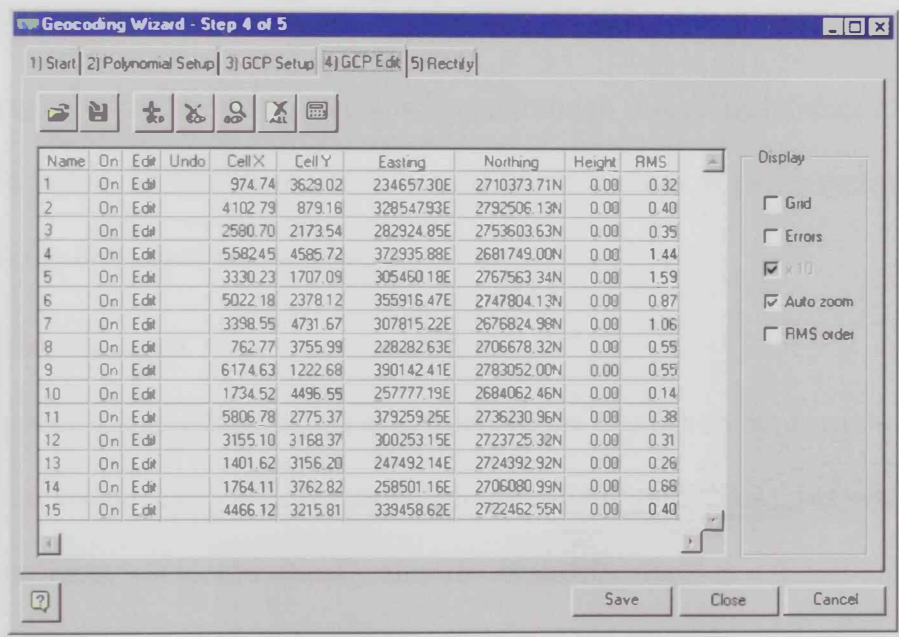 Geocoding Wizard - Step 4 of 5
1) Start 2) Polynomial Setup 3) GCP Setup 4) GCP Edit 5) Rectify
Name On Edit Undo Cell X Cell Y Easting Northing Height RMS
1 On Edit 974.74 3629.02 234657.30E 2710373.71N 0.00 0.32
2 On Edit 4102.79 879.16 328547.93E 2792506.13N 0.00 0.40
3 On Edit 2580.70 2173.54 282924.85E 2753603.63N 0.00 0.35
4 On Edit 5582.45 4585.72 372935.88E 2681749.00N 0.00 1.44
5 On Edit 3330.23 1707.09 305460.18E 2767563.34N 0.00 1.59
6 On Edit 5022.18 2378.12 355916.47E 2747804.13N 0.00 0.87
7 On Edit 3398.55 4731.67 307815.22E 2676824.98N 0.00 1.06
8 On Edit 762.77 3755.99 228282.63E 2706678.32N 0.00 0.55
9 On Edit 6174.63 1222.68 390142.41E 2783052.00N 0.00 0.55
10 On Edit 1734.52 4496.55 257777.19E 2684062.46N 0.00 0.14
11 On Edit 5806.78 2775.37 379259.25E 2736230.96N 0.00 0.38
12 On Edit 3155.10 3168.37 300253.15E 2723725.32N 0.00 0.31
13 On Edit 1401.62 3156.20 247492.14E 2724392.92N 0.00 0.26
14 On Edit 1764.11 3762.82 258501.16E 2706080.99N 0.00 0.66
15 On Edit 4466.12 3215.81 339458.62E 2722462.55N 0.00 0.40
Display
Grid
Errors
x 10
Auto zoom
RMS order
Save Close Cancel